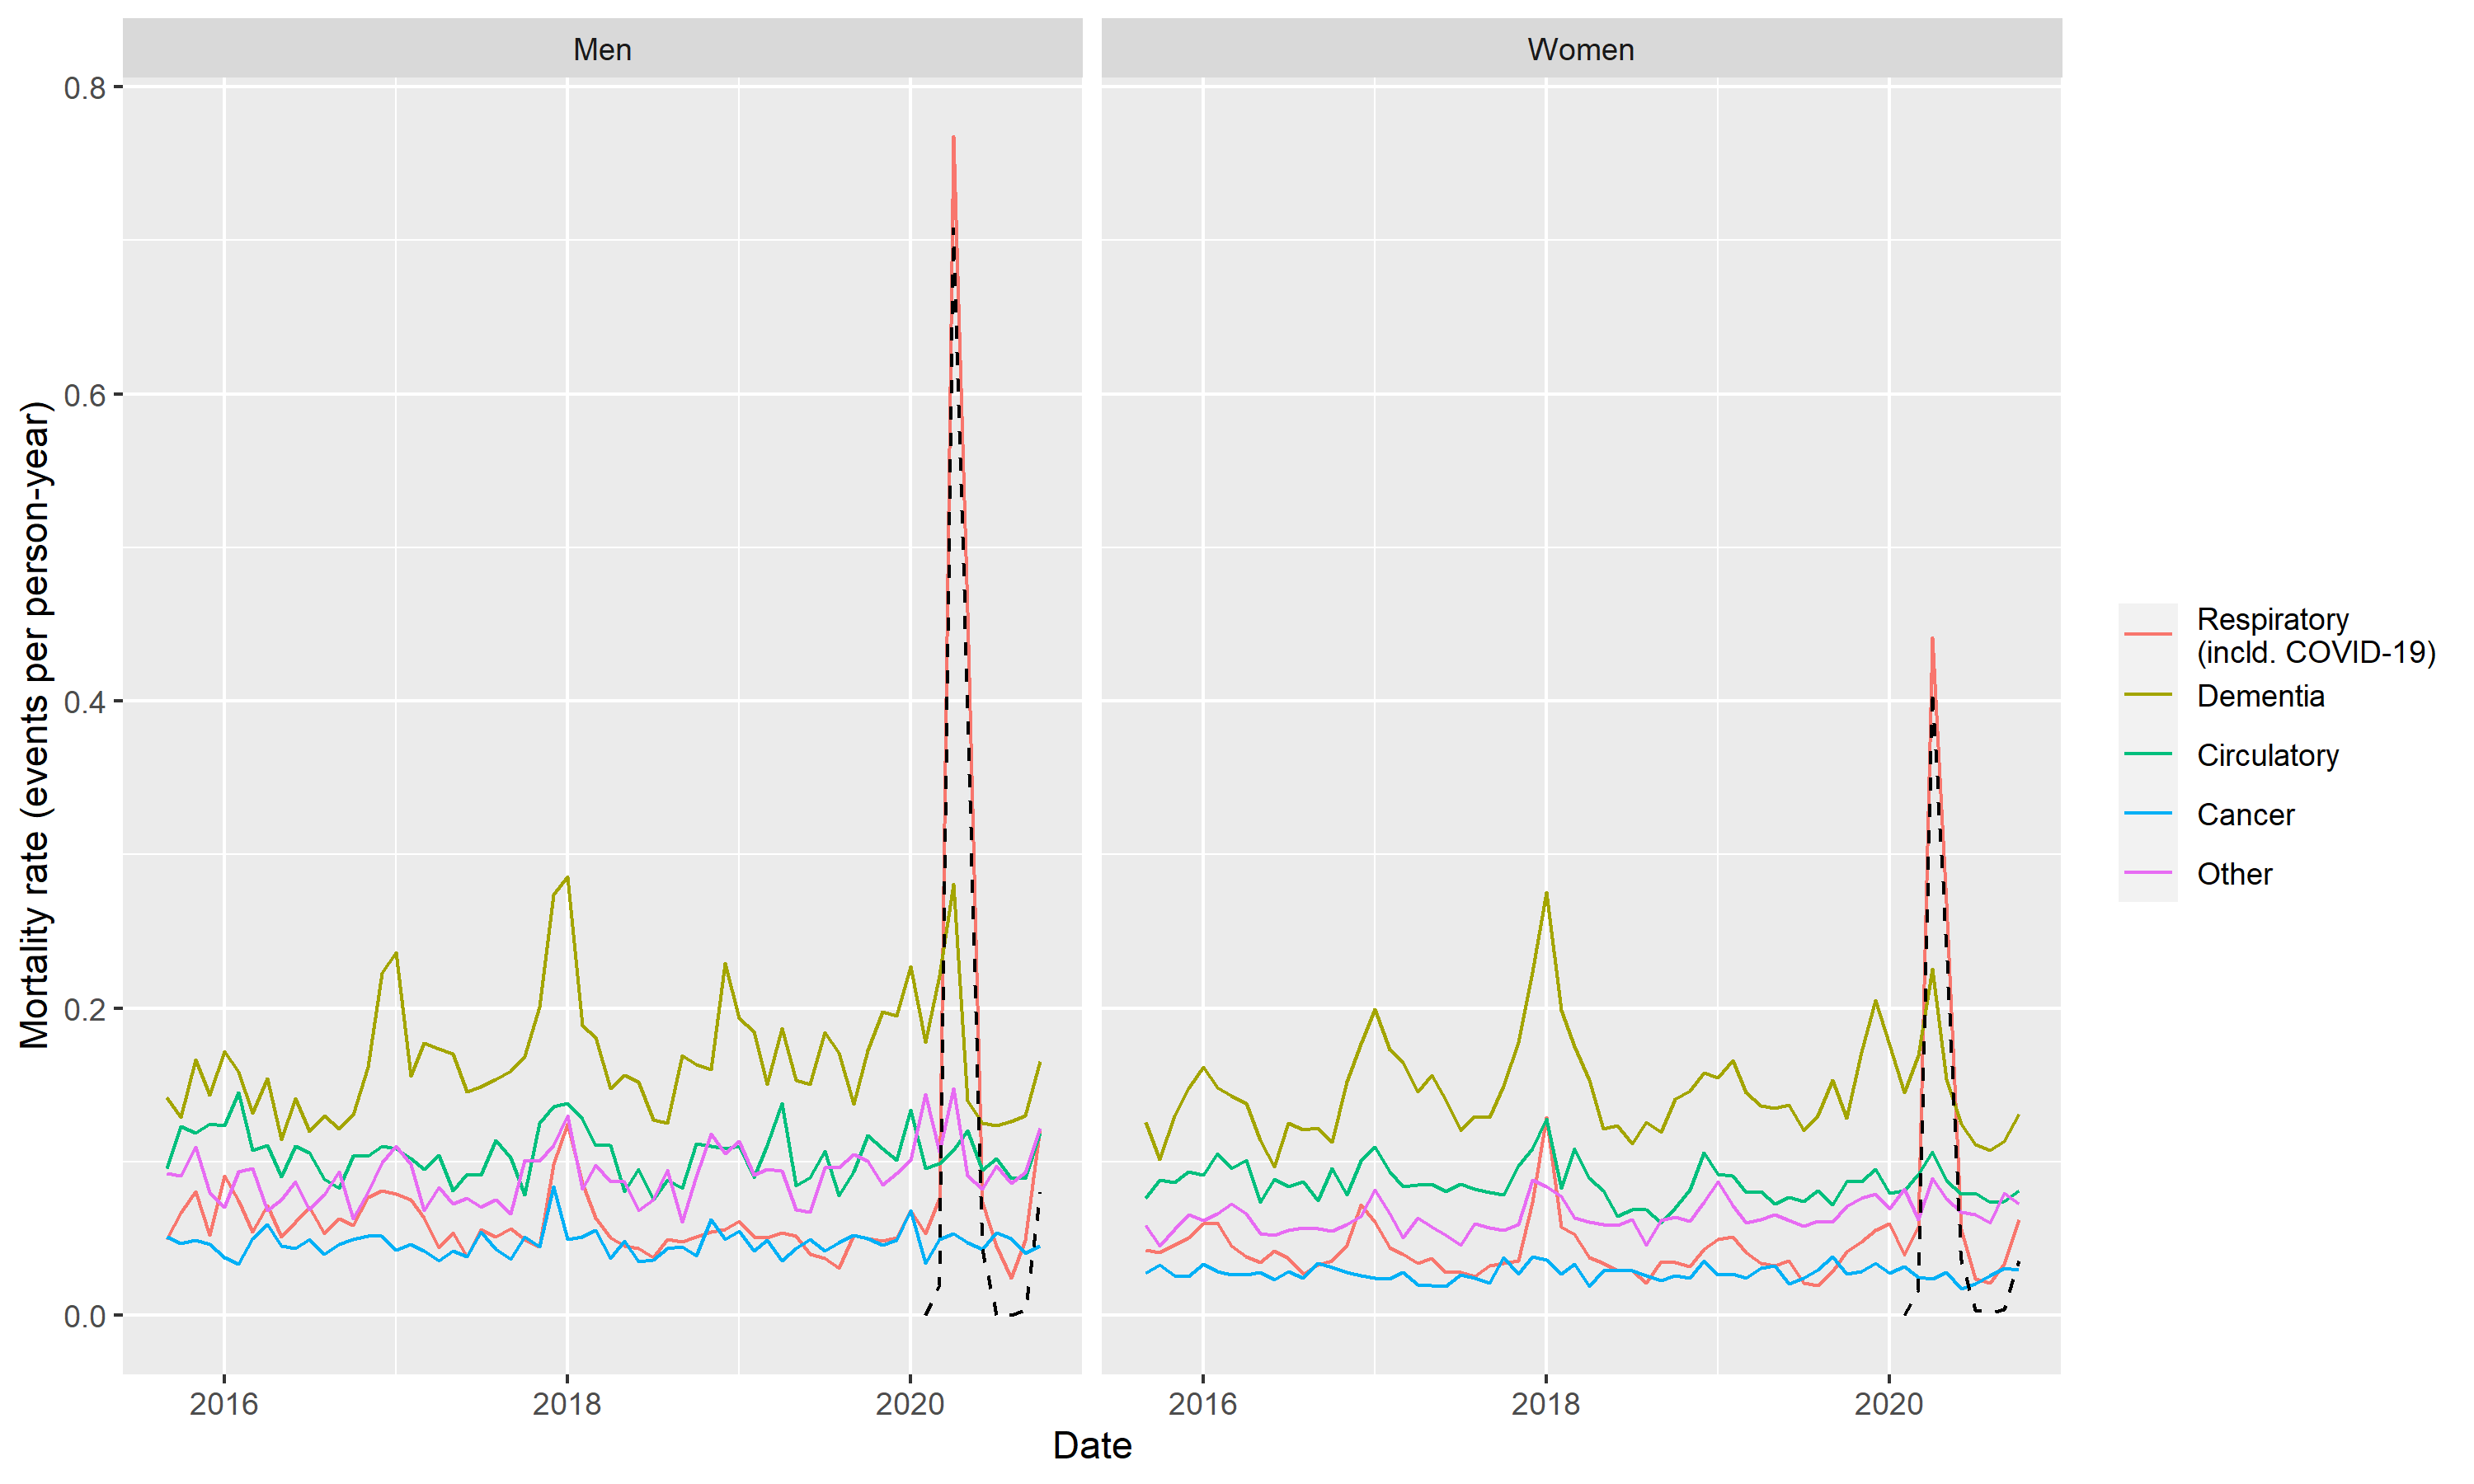 Men
Women
Mortality rate (events per person-year)
0.8
0.6
0.4
0.2
0.0
2016
2018
2020
2016
2018
2020
Date
Respiratory
(incld. COVID-19)
Dementia
Circulatory
Cancer
Other